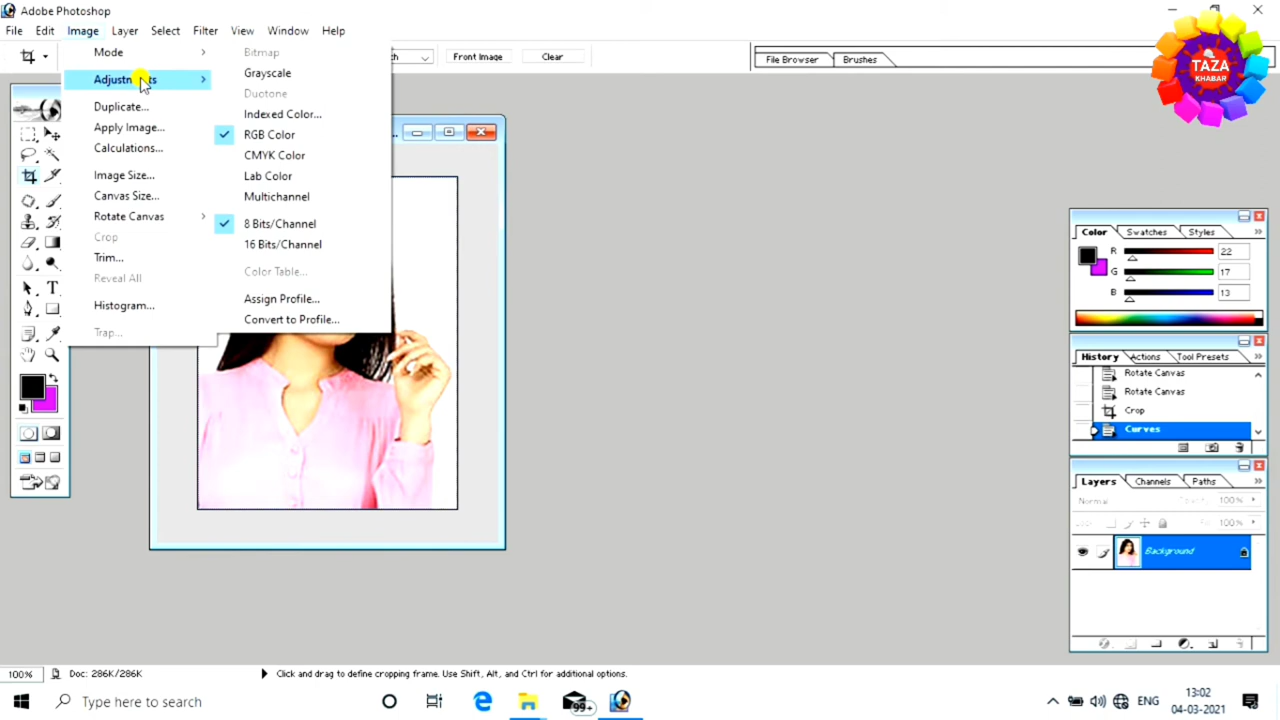 Adobe Photoshop
File Edit Image Layer Select Filter View Window Help
Front Image Clear
File Browser Brushes
TAZA
KHABAR
Mode
Adjustments
Duplicate...
Apply Image...
Calculations...
Image Size...
Canvas Size...
Rotate Canvas
Crop
Trim...
Reveal All
Histogram...
Trap...
Bitmap
Grayscale
Duotone
Indexed Color...
RGB Color
CMYK Color
Lab Color
Multichannel
8 Bits/Channel
16 Bits/Channel
Color Table...
Assign Profile...
Convert to Profile...
Color Swatches Styles
R 22
G 17
B 13
History Actions Tool Presets
Rotate Canvas
Rotate Canvas
Crop
Curves
Layers Channels Paths
Normal 100%
100%
Background
100% Doc: 286K/286K Click and drag to define cropping frame. Use Shift, Alt, and Ctrl for additional options.
Type here to search
99+
ENG
13:02
04-03-2021